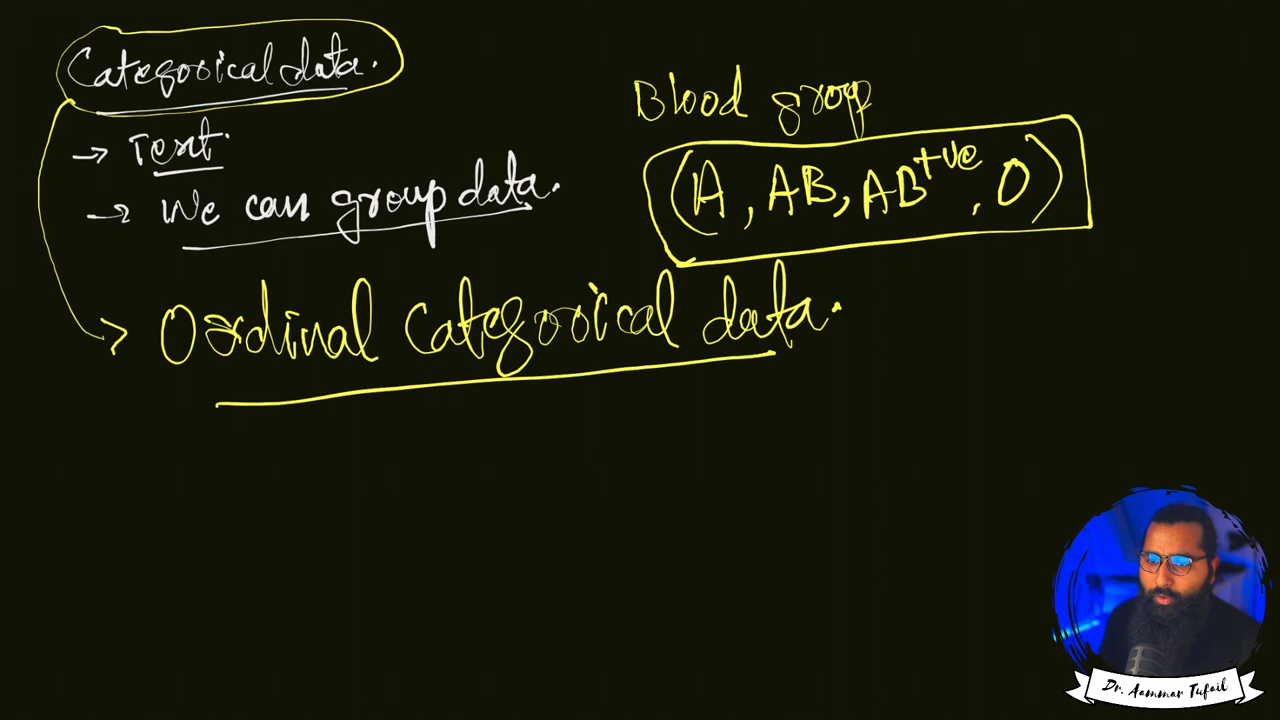 Categorical data.
→ Text.
→ We can group data.
Blood group
(A, AB, AB+ve, O)
> Ordinal Categorical data.
Dr. Aammar Tufail